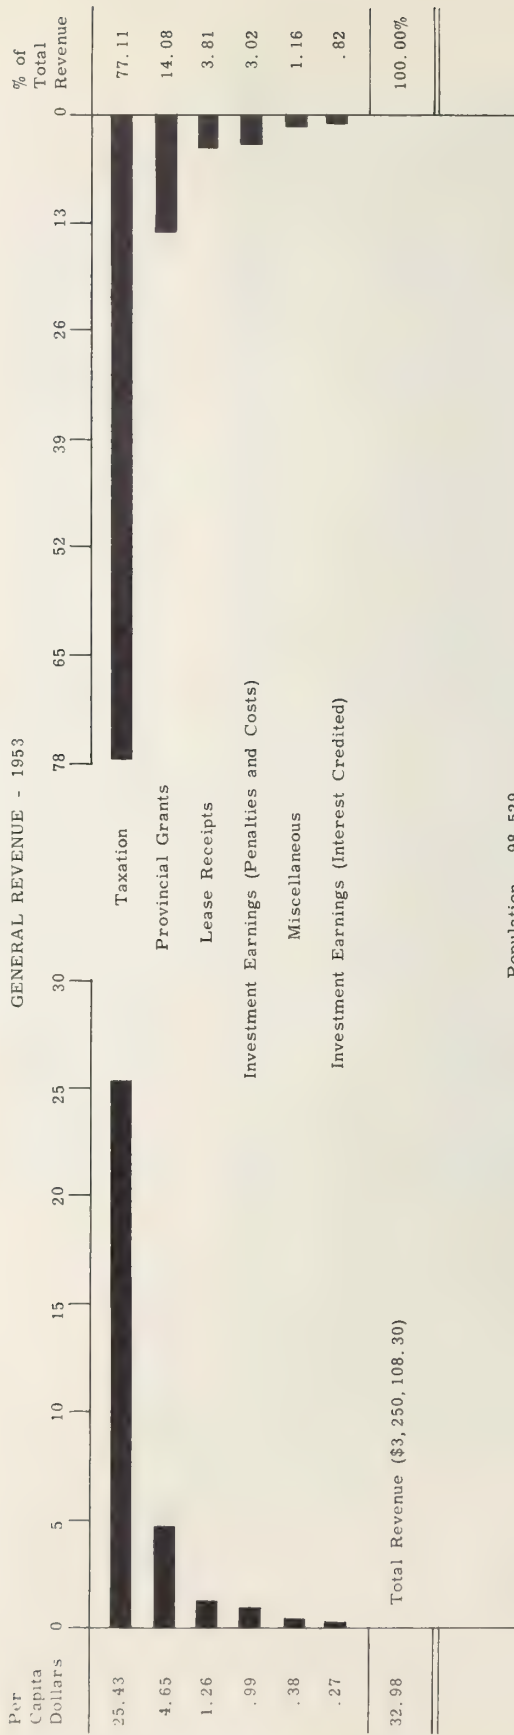 GENERAL REVENUE - 1953
Per
Capita
Dollars
0 5 10 15 20 25 30
78 65 52 39 26 13 0
% of
Total
Revenue
25.43 Taxation 77.11
4.65 Provincial Grants 14.08
1.26 Lease Receipts 3.81
.99 Investment Earnings (Penalties and Costs) 3.02
.38 Miscellaneous 1.16
.27 Investment Earnings (Interest Credited) .82
32.98 Total Revenue ($3, 250, 108. 30) 100.00%